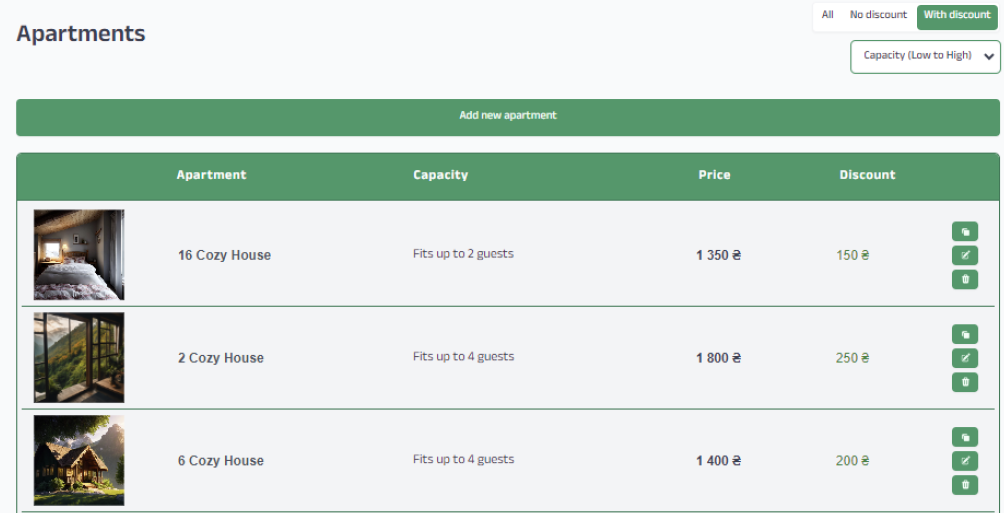 All No discount With discount
Apartments
Capacity (Low to High)
Add new apartment
Apartment Capacity Price Discount
16 Cozy House Fits up to 2 guests 1 350 ₴ 150 ₴
2 Cozy House Fits up to 4 guests 1 800 ₴ 250 ₴
6 Cozy House Fits up to 4 guests 1 400 ₴ 200 ₴